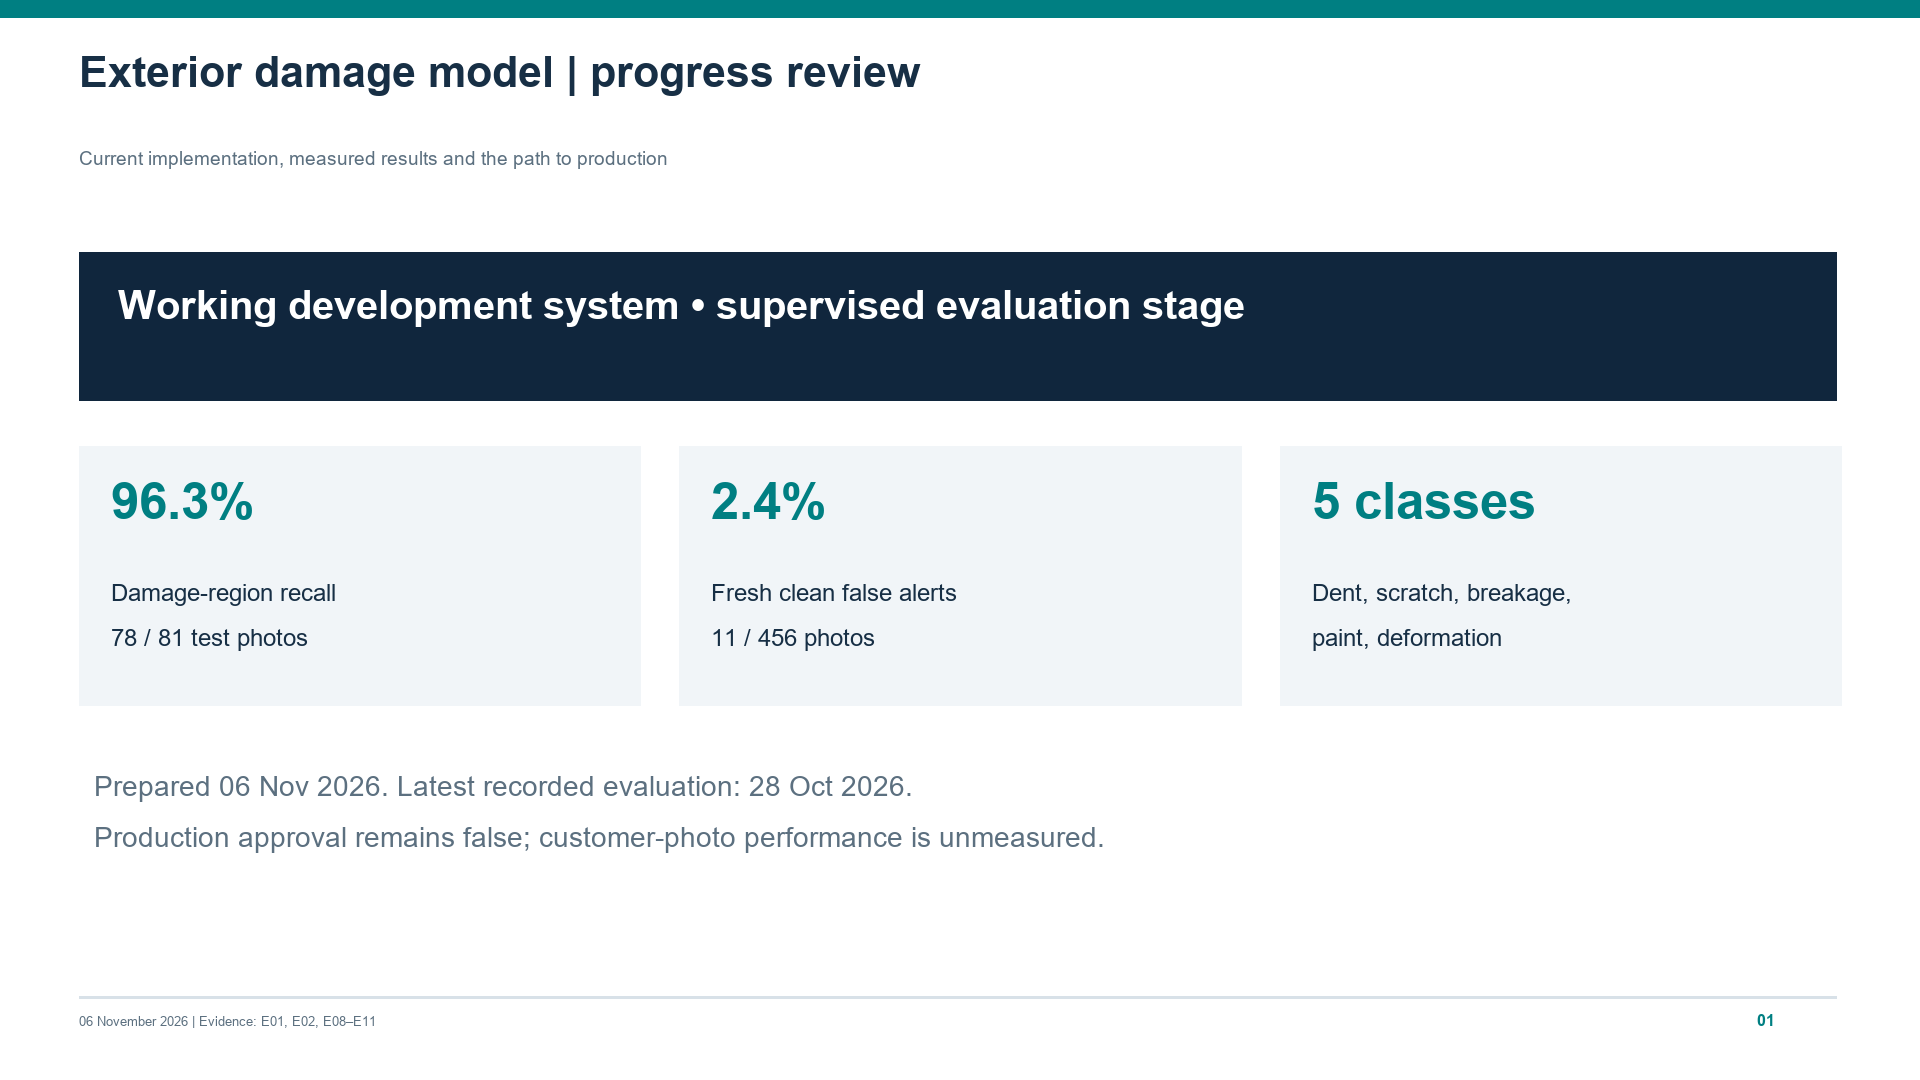 Exterior damage model | progress review
Current implementation, measured results and the path to production
Working development system • supervised evaluation stage
96.3%
Damage-region recall
78 / 81 test photos
2.4%
Fresh clean false alerts
11 / 456 photos
5 classes
Dent, scratch, breakage,
paint, deformation
Prepared 06 Nov 2026. Latest recorded evaluation: 28 Oct 2026.
Production approval remains false; customer-photo performance is unmeasured.
06 November 2026 | Evidence: E01, E02, E08–E11
01